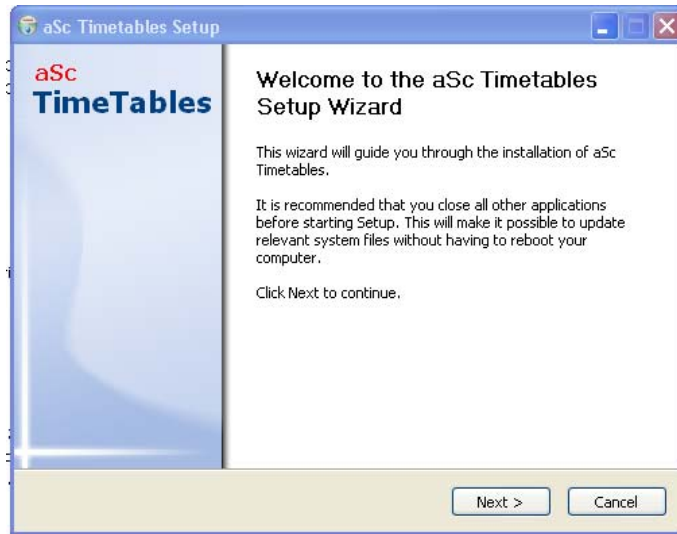 aSc Timetables Setup
aSc
TimeTables
Welcome to the aSc Timetables
Setup Wizard
This wizard will guide you through the installation of aSc
Timetables.
It is recommended that you close all other applications
before starting Setup. This will make it possible to update
relevant system files without having to reboot your
computer.
Click Next to continue.
Next >
Cancel